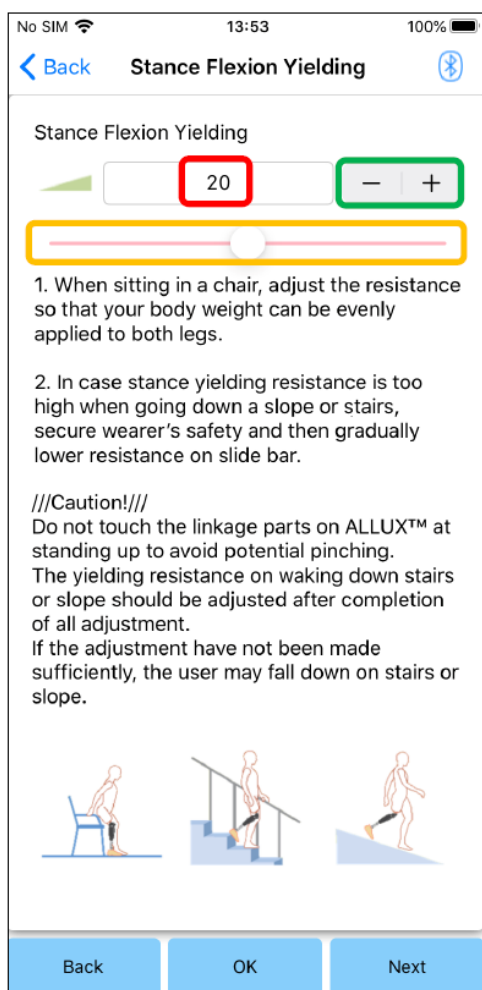 No SIM 13:53 100%
Back Stance Flexion Yielding
Stance Flexion Yielding
20 − +
1. When sitting in a chair, adjust the resistance
so that your body weight can be evenly
applied to both legs.
2. In case stance yielding resistance is too
high when going down a slope or stairs,
secure wearer’s safety and then gradually
lower resistance on slide bar.
///Caution!///
Do not touch the linkage parts on ALLUX™ at
standing up to avoid potential pinching.
The yielding resistance on waking down stairs
or slope should be adjusted after completion
of all adjustment.
If the adjustment have not been made
sufficiently, the user may fall down on stairs or
slope.
Back OK Next